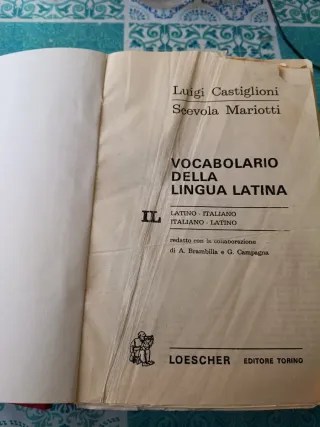 Luigi Castiglioni
Scevola Mariotti
VOCABOLARIO
DELLA
LINGUA LATINA
IL
LATINO - ITALIANO
ITALIANO - LATINO
redatto con la collaborazione
di A. Brambilla e G. Campagna
LOESCHER EDITORE TORINO